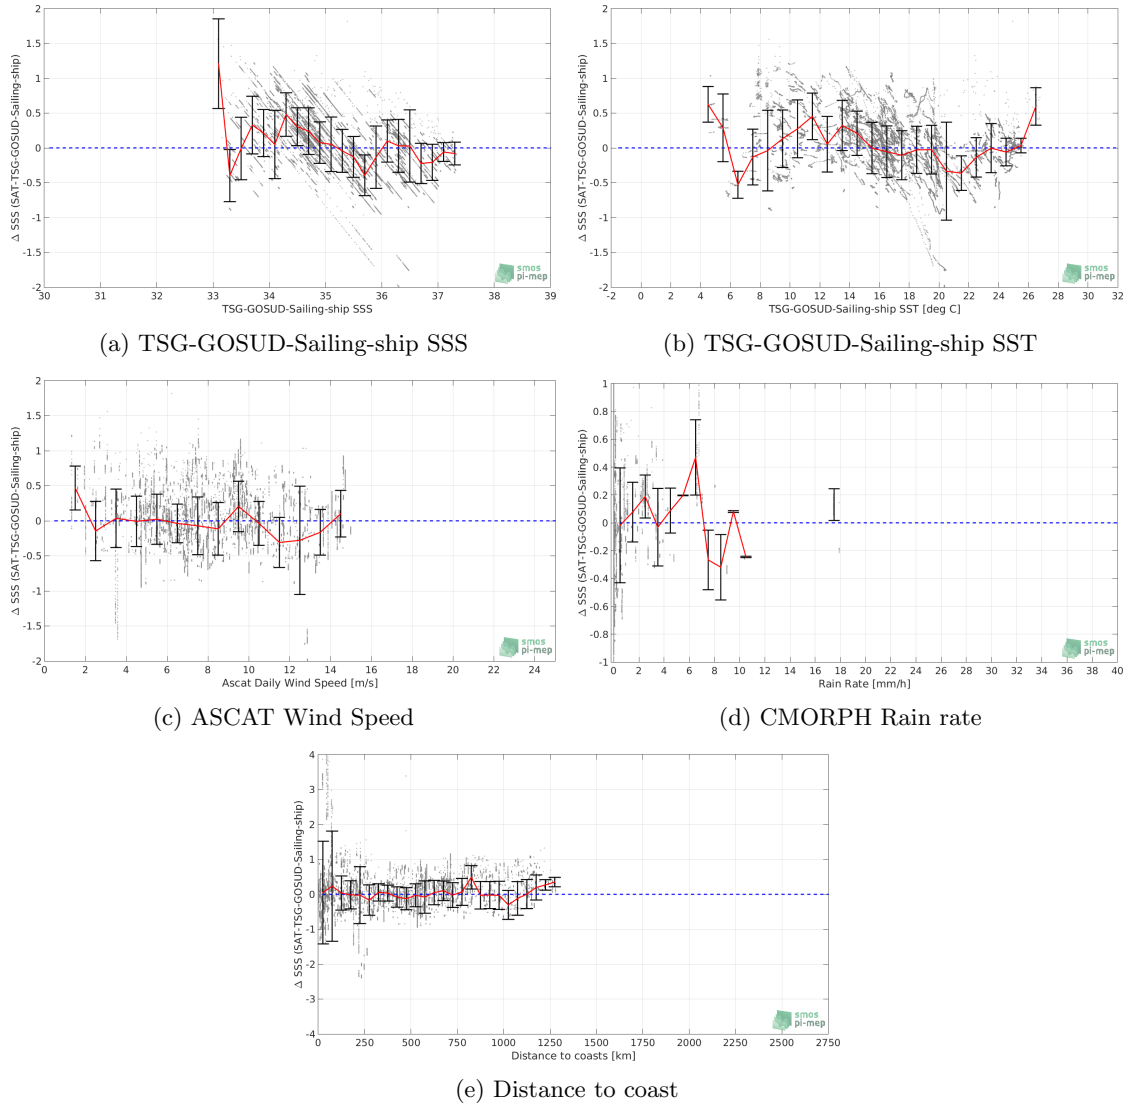 Δ SSS (SAT-TSG-GOSUD-Sailing-ship)
2
1.5
1
0.5
0
-0.5
-1
-1.5
-2
30 31 32 33 34 35 36 37 38 39
TSG-GOSUD-Sailing-ship SSS
smos
pi-mep
(a) TSG-GOSUD-Sailing-ship SSS
Δ SSS (SAT-TSG-GOSUD-Sailing-ship)
2
1.5
1
0.5
0
-0.5
-1
-1.5
-2
-2 0 2 4 6 8 10 12 14 16 18 20 22 24 26 28 30 32
TSG-GOSUD-Sailing-ship SST [deg C]
smos
pi-mep
(b) TSG-GOSUD-Sailing-ship SST
Δ SSS (SAT-TSG-GOSUD-Sailing-ship)
2
1.5
1
0.5
0
-0.5
-1
-1.5
-2
2 4 6 8 10 12 14 16 18 20 22 24
Ascat Daily Wind Speed [m/s]
smos
pi-mep
(c) ASCAT Wind Speed
Δ SSS (SAT-TSG-GOSUD-Sailing-ship)
1
0.8
0.6
0.4
0.2
0
-0.2
-0.4
-0.6
-0.8
-1
0 2 4 6 8 10 12 14 16 18 20 22 24 26 28 30 32 34 36 38 40
Rain Rate [mm/h]
smos
pi-mep
(d) CMORPH Rain rate
Δ SSS (SAT-TSG-GOSUD-Sailing-ship)
4
3
2
1
0
-1
-2
-3
-4
0 250 500 750 1000 1250 1500 1750 2000 2250 2500 2750
Distance to coasts [km]
smos
pi-mep
(e) Distance to coast